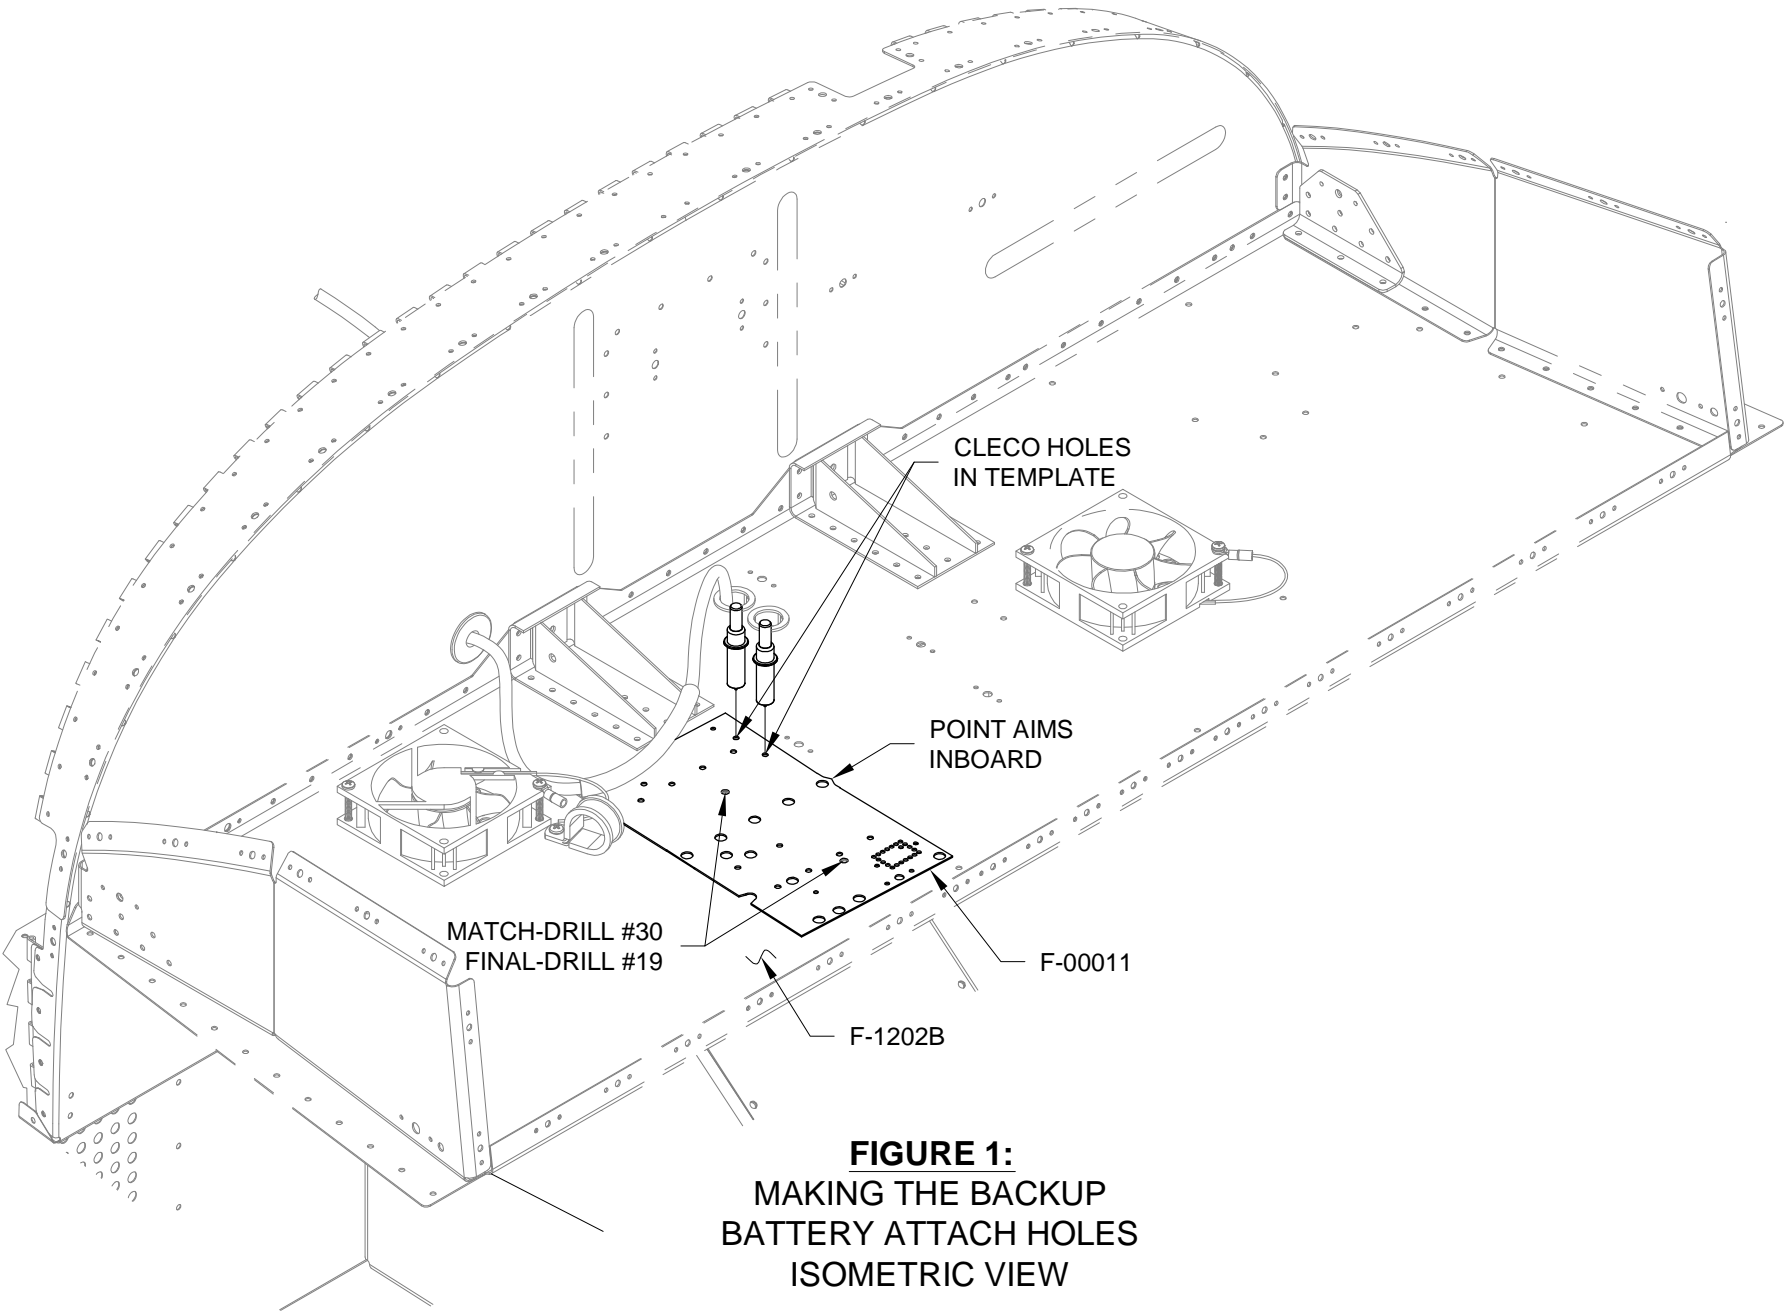 CLECO HOLES
IN TEMPLATE
POINT AIMS
INBOARD
MATCH-DRILL #30
FINAL-DRILL #19
F-00011
F-1202B
FIGURE 1:
MAKING THE BACKUP
BATTERY ATTACH HOLES
ISOMETRIC VIEW